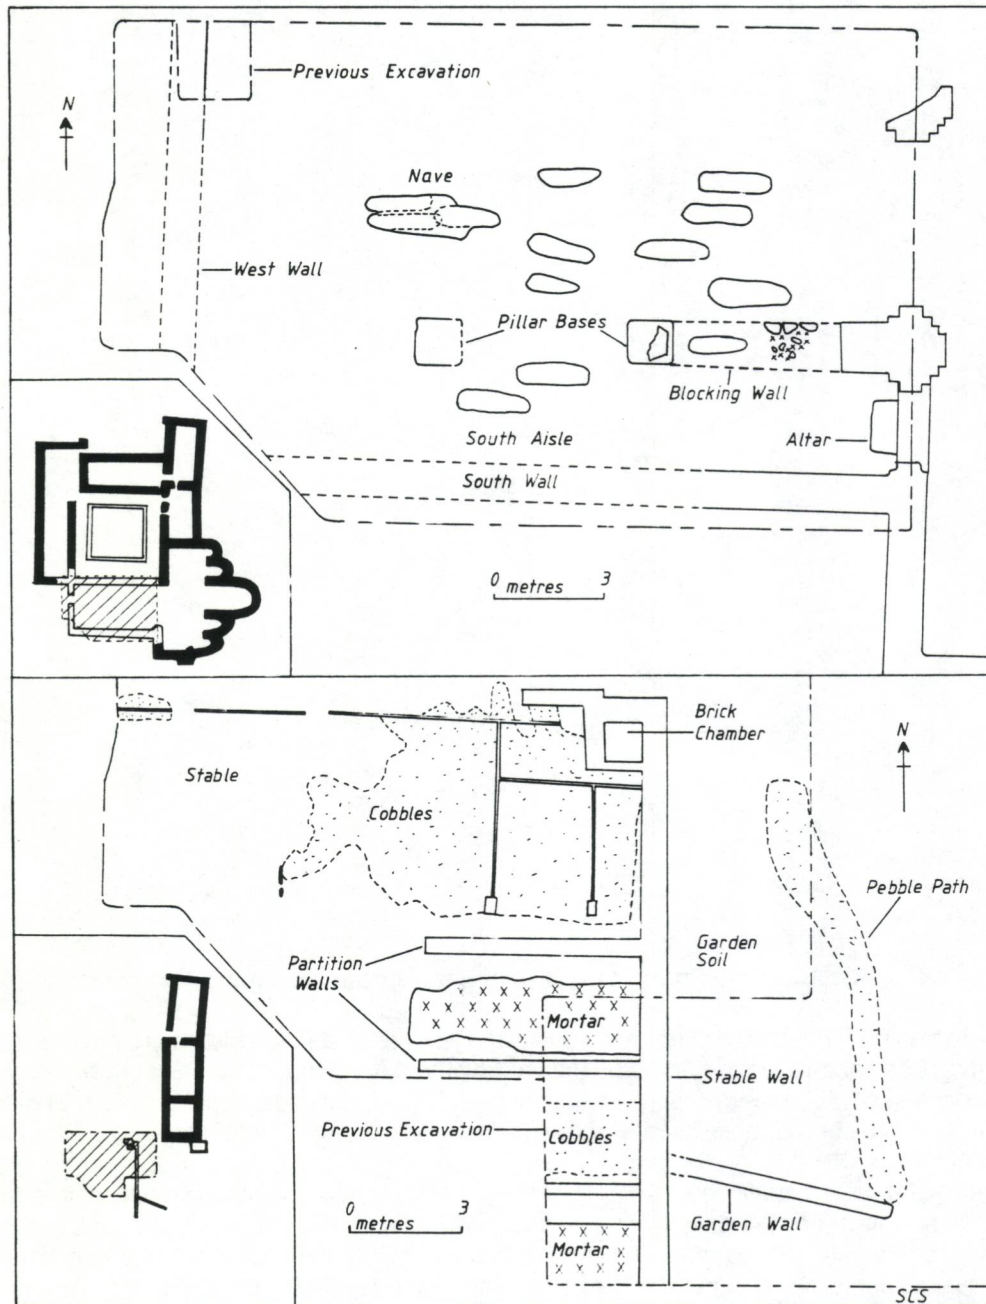 Previous Excavation
N
Nave
West Wall
Pillar Bases
Blocking Wall
South Aisle
Altar
South Wall
0 metres 3
Brick
Chamber
N
Stable
Cobbles
Pebble Path
Garden
Soil
Partition
Walls
Mortar
Stable Wall
Previous Excavation
Cobbles
Garden Wall
0 metres 3
Mortar
SCS